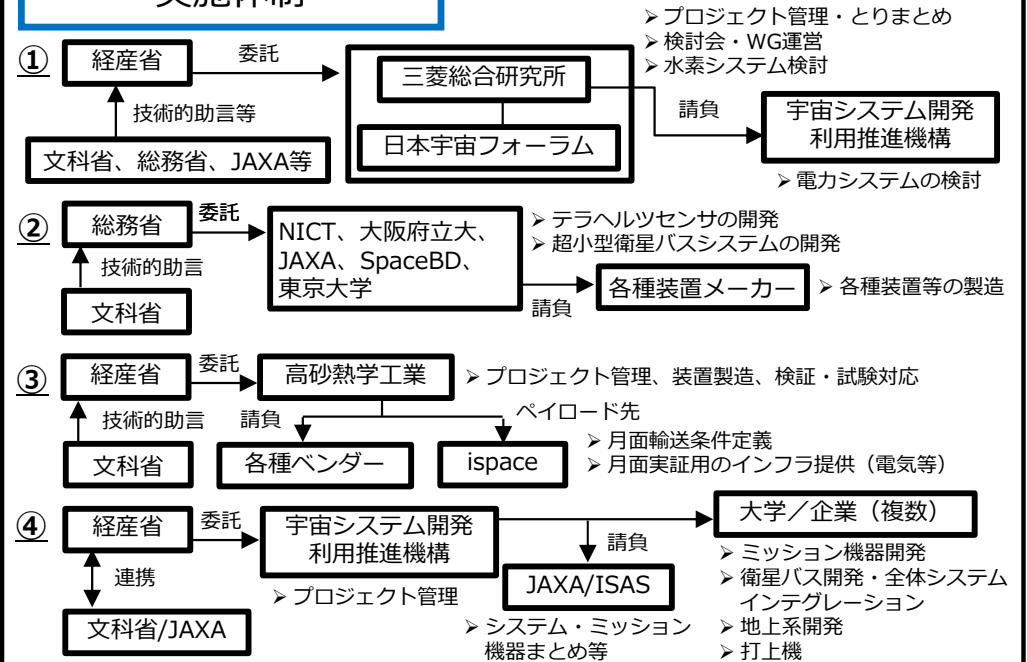 実施体制
➢プロジェクト管理・とりまとめ
➢検討会・WG運営
➢水素システム検討
①
経産省
委託
三菱総合研究所
日本宇宙フォーラム
請負
宇宙システム開発
利用推進機構
➢電力システムの検討
技術的助言等
文科省、総務省、JAXA等
②
総務省
委託
NICT、大阪府立大、
JAXA、SpaceBD、
東京大学
➢テラヘルツセンサの開発
➢超小型衛星バスシステムの開発
技術的助言
文科省
請負
各種装置メーカー
➢各種装置等の製造
③
経産省
委託
高砂熱学工業
➢プロジェクト管理、装置製造、検証・試験対応
技術的助言
文科省
請負
各種ベンダー
ペイロード先
ispace
➢月面輸送条件定義
➢月面実証用のインフラ提供（電気等）
④
経産省
委託
宇宙システム開発
利用推進機構
➢プロジェクト管理
連携
文科省/JAXA
請負
JAXA/ISAS
➢システム・ミッション
機器まとめ等
大学／企業（複数）
➢ミッション機器開発
➢衛星バス開発・全体システム
インテグレーション
➢地上系開発
➢打上機